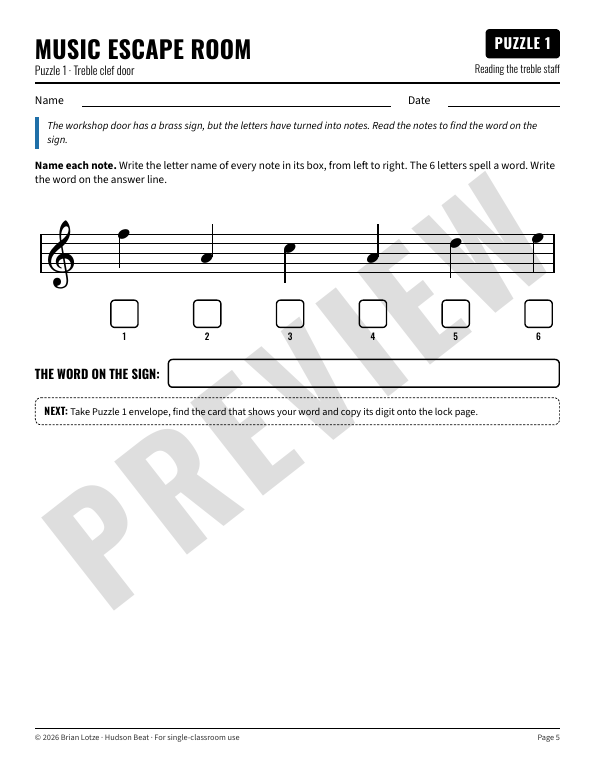 MUSIC ESCAPE ROOM
PUZZLE 1
Puzzle 1 · Treble clef door
Reading the treble staff
Name
Date
The workshop door has a brass sign, but the letters have turned into notes. Read the notes to find the word on the
sign.
Name each note. Write the letter name of every note in its box, from left to right. The 6 letters spell a word. Write
the word on the answer line.
1 2 3 4 5 6
THE WORD ON THE SIGN:
NEXT: Take Puzzle 1 envelope, find the card that shows your word and copy its digit onto the lock page.
PREVIEW
© 2026 Brian Lotze · Hudson Beat · For single-classroom use
Page 5